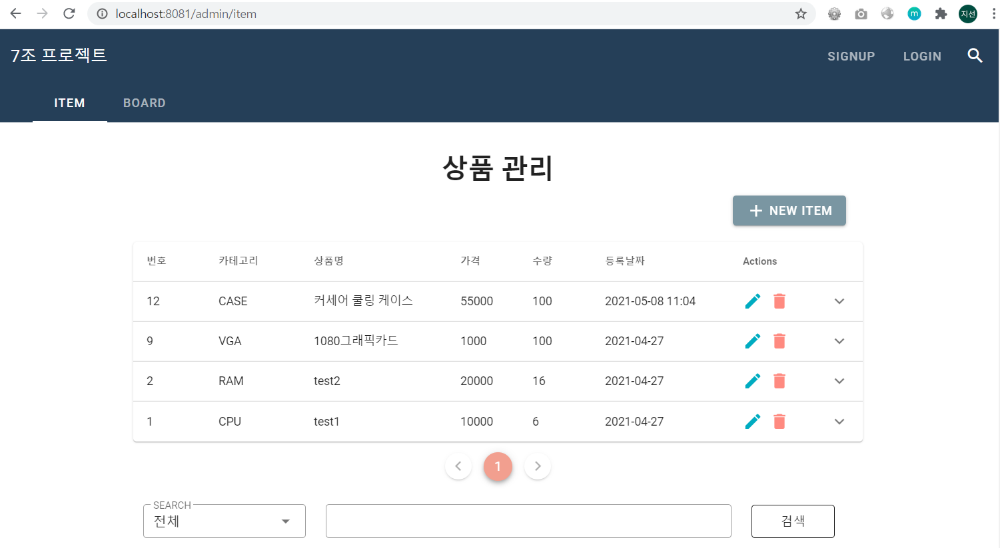 localhost:8081/admin/item
m
지선
7조 프로젝트
SIGNUP
LOGIN
ITEM
BOARD
상품 관리
NEW ITEM
번호 카테고리 상품명 가격 수량 등록날짜 Actions
12 CASE 커세어 쿨링 케이스 55000 100 2021-05-08 11:04
9 VGA 1080그래픽카드 1000 100 2021-04-27
2 RAM test2 20000 16 2021-04-27
1 CPU test1 10000 6 2021-04-27
1
SEARCH
전체
검색